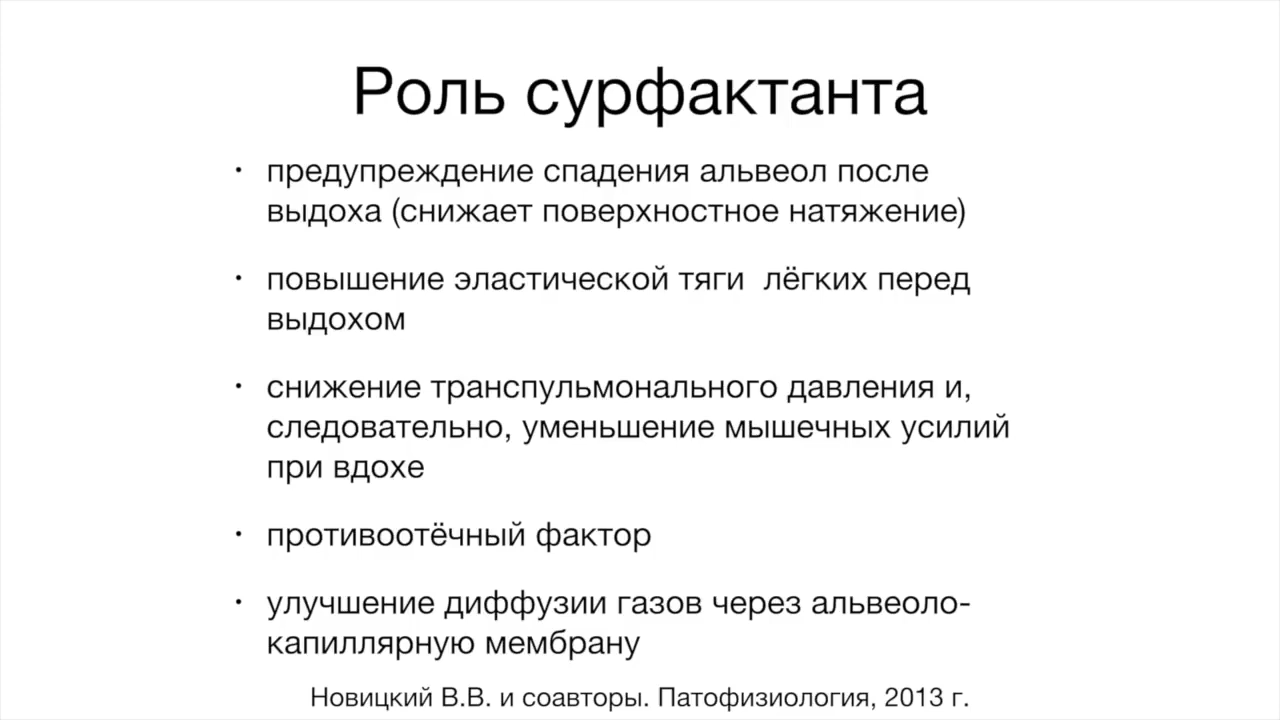 Роль сурфактанта
• предупреждение спадения альвеол после
выдоха (снижает поверхностное натяжение)
• повышение эластической тяги лёгких перед
выдохом
• снижение транспульмонального давления и,
следовательно, уменьшение мышечных усилий
при вдохе
• противоотёчный фактор
• улучшение диффузии газов через альвеоло-
капиллярную мембрану
Новицкий В.В. и соавторы. Патофизиология, 2013 г.